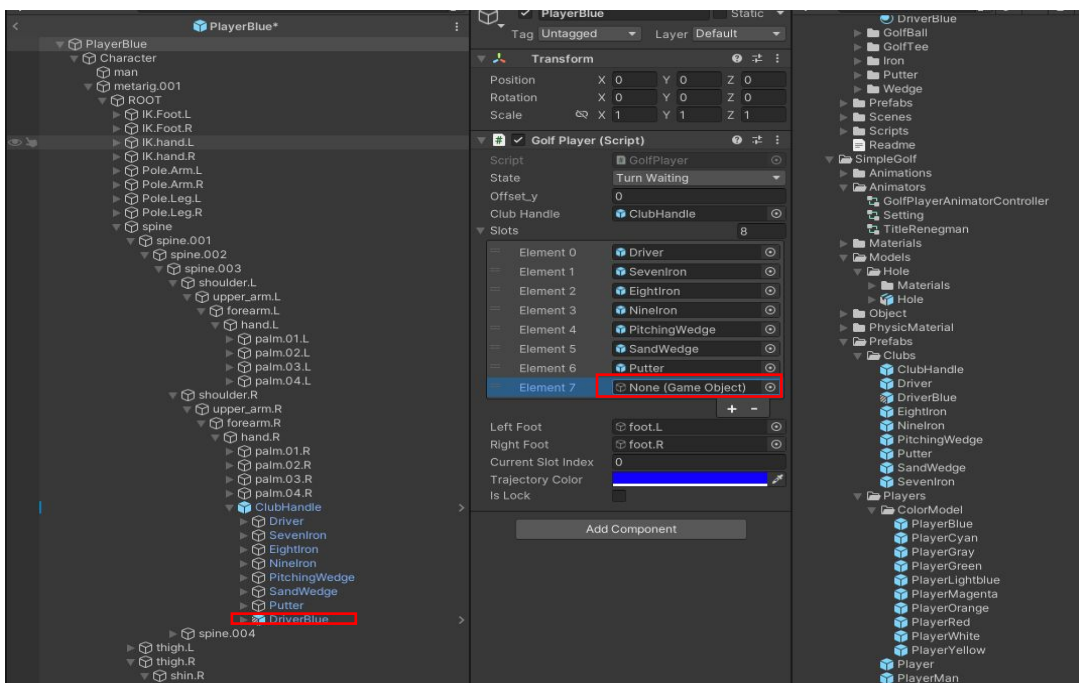 PlayerBlue*
PlayerBlue
Character
man
metarig.001
ROOT
IK.Foot.L
IK.Foot.R
IK.hand.L
IK.hand.R
Pole.Arm.L
Pole.Arm.R
Pole.Leg.L
Pole.Leg.R
spine
spine.001
spine.002
spine.003
shoulder.L
upper_arm.L
forearm.L
hand.L
palm.01.L
palm.02.L
palm.03.L
palm.04.L
shoulder.R
upper_arm.R
forearm.R
hand.R
palm.01.R
palm.02.R
palm.03.R
palm.04.R
ClubHandle
Driver
SevenIron
EightIron
NineIron
PitchingWedge
SandWedge
Putter
DriverBlue
spine.004
thigh.L
thigh.R
shin.R
PlayerBlue Static
Tag Untagged Layer Default
Transform
Position X 0 Y 0 Z 0
Rotation X 0 Y 0 Z 0
Scale X 1 Y 1 Z 1
# Golf Player (Script)
Script GolfPlayer
State Turn Waiting
Offset_y 0
Club Handle ClubHandle
Slots 8
Element 0 Driver
Element 1 SevenIron
Element 2 EightIron
Element 3 NineIron
Element 4 PitchingWedge
Element 5 SandWedge
Element 6 Putter
Element 7 None (Game Object)
+ -
Left Foot foot.L
Right Foot foot.R
Current Slot Index 0
Trajectory Color
Is Lock
Add Component
DriverBlue
GolfBall
GolfTee
Iron
Putter
Wedge
Prefabs
Scenes
Scripts
Readme
SimpleGolf
Animations
Animators
GolfPlayerAnimatorController
Setting
TitleRenegman
Materials
Models
Hole
Materials
Hole
Object
PhysicMaterial
Prefabs
Clubs
ClubHandle
Driver
DriverBlue
EightIron
NineIron
PitchingWedge
Putter
SandWedge
SevenIron
Players
ColorModel
PlayerBlue
PlayerCyan
PlayerGray
PlayerGreen
PlayerLightblue
PlayerMagenta
PlayerOrange
PlayerRed
PlayerWhite
PlayerYellow
Player
PlayerMan